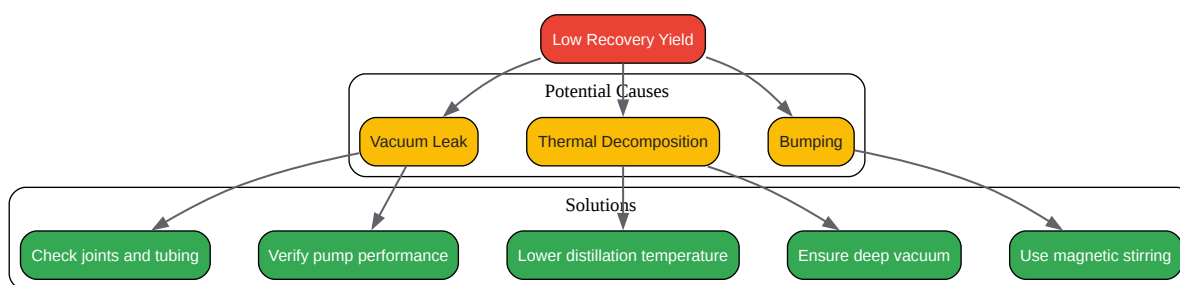 Low Recovery Yield
Potential Causes
Vacuum Leak
Thermal Decomposition
Bumping
Solutions
Check joints and tubing
Verify pump performance
Lower distillation temperature
Ensure deep vacuum
Use magnetic stirring